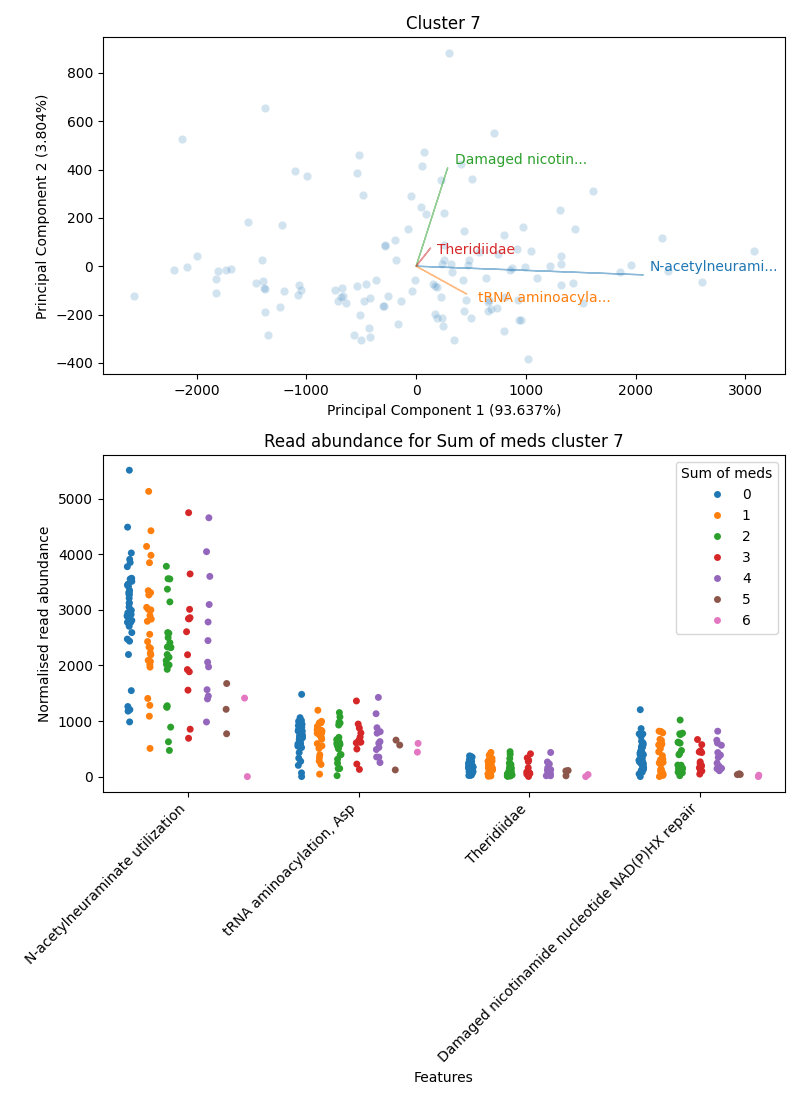 Cluster 7
Principal Component 2 (3.804%)
800
600
400
200
0
−200
−400
Damaged nicotin...
Theridiidae
N-acetylneurami...
tRNA aminoacyla...
−2000
−1000
0
1000
2000
3000
Principal Component 1 (93.637%)
Read abundance for Sum of meds cluster 7
Normalised read abundance
5000
4000
3000
2000
1000
0
Sum of meds
0
1
2
3
4
5
6
N-acetylneuraminate utilization
tRNA aminoacylation, Asp
Theridiidae
Damaged nicotinamide nucleotide NAD(P)HX repair
Features